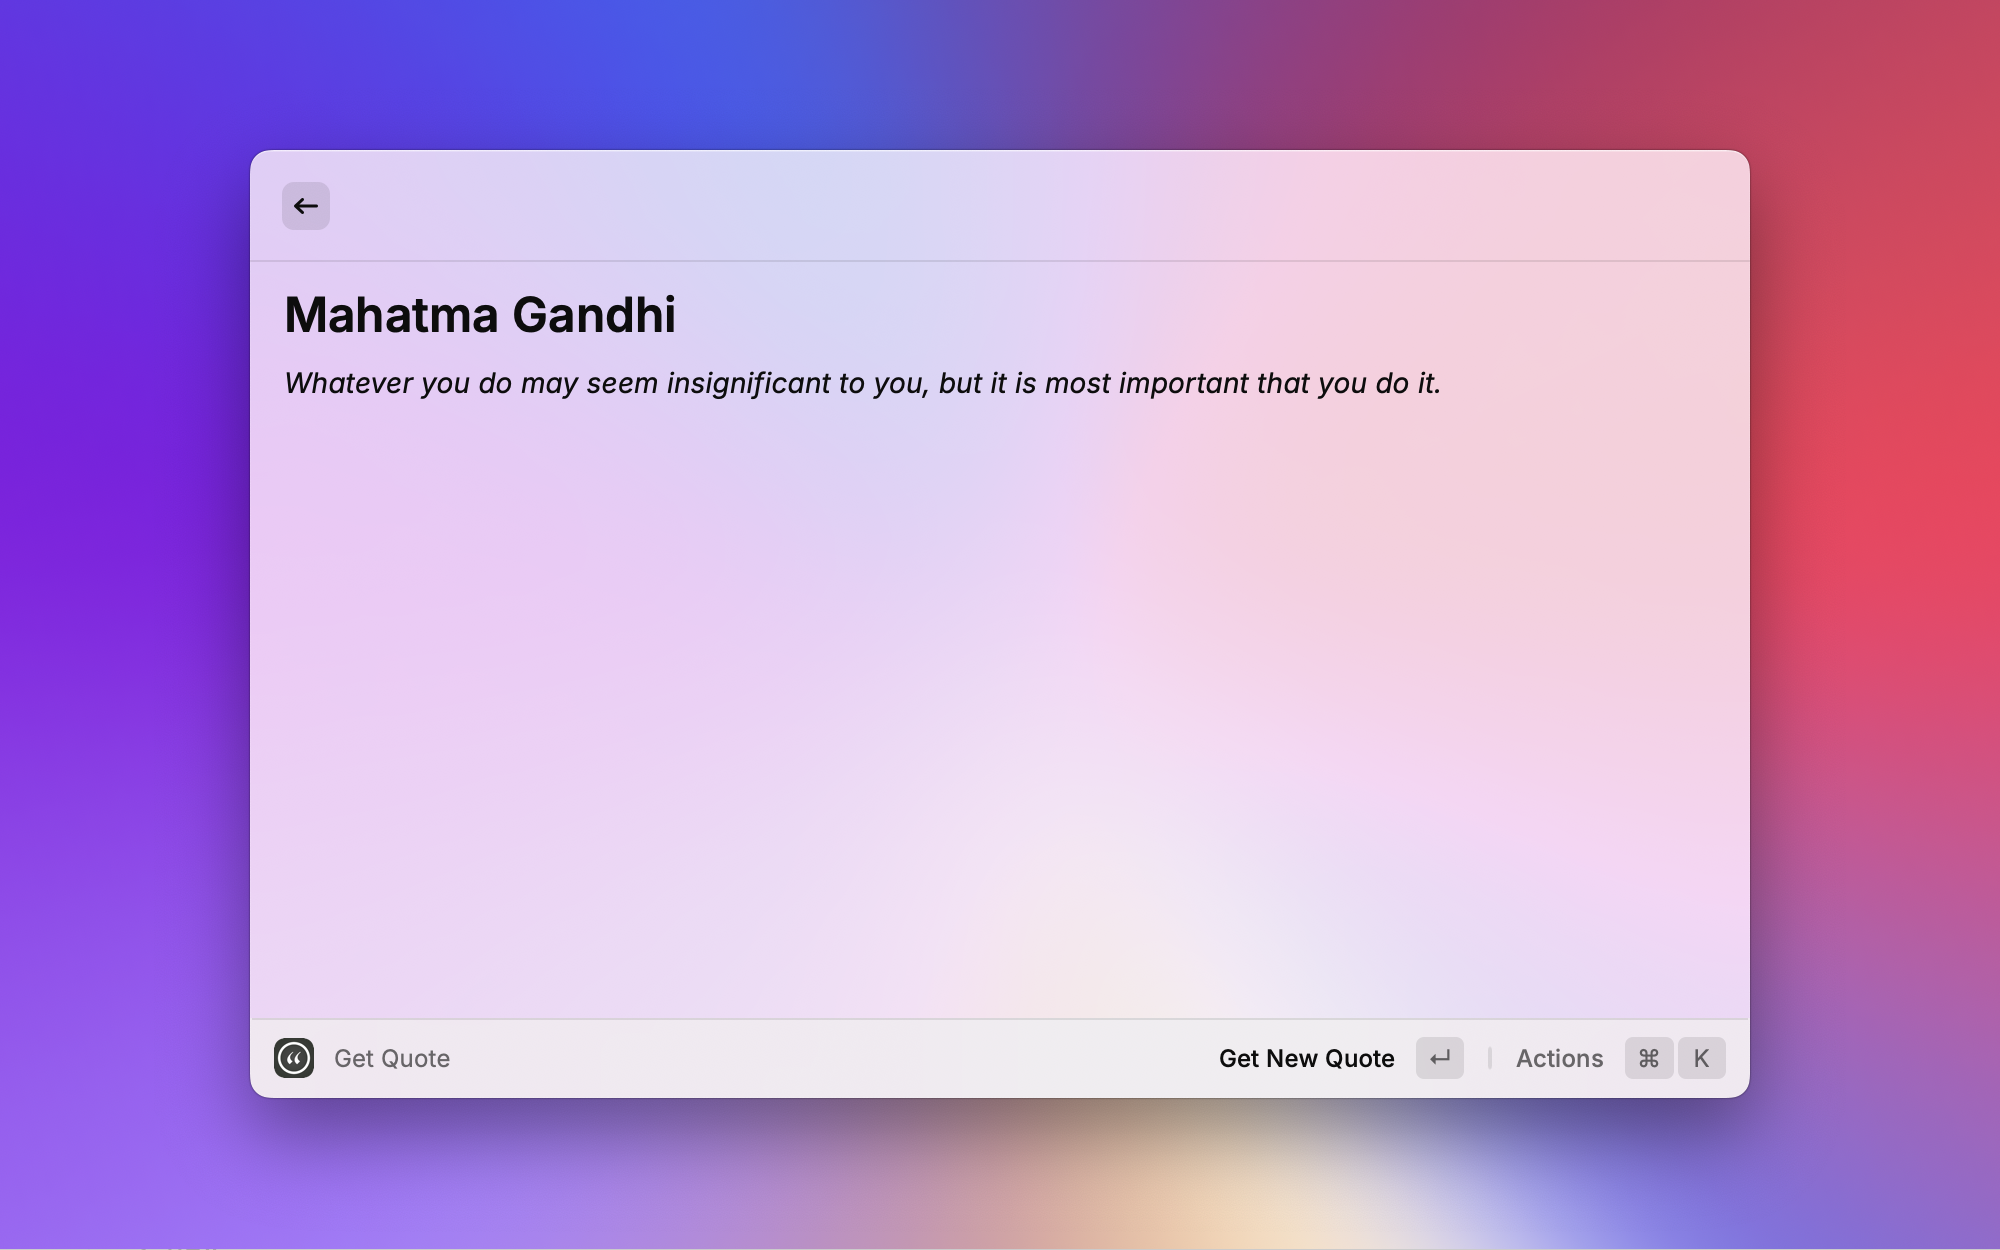 Mahatma Gandhi
Whatever you do may seem insignificant to you, but it is most important that you do it.
Get Quote
Get New Quote
Actions ⌘ K